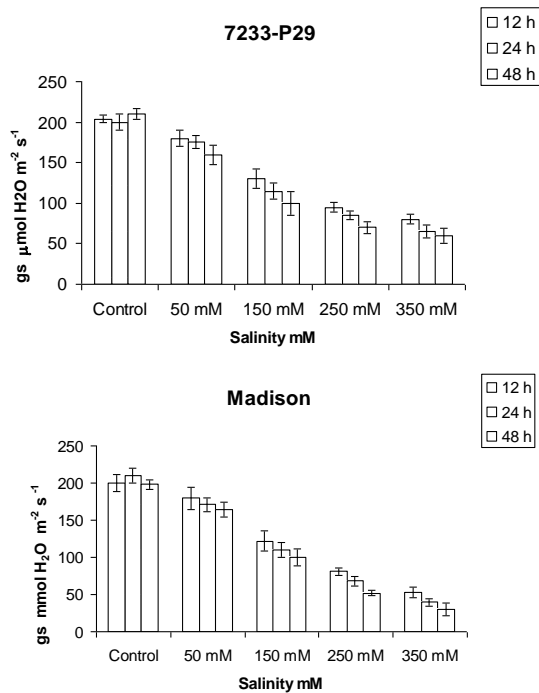 7233-P29
□ 12 h
□ 24 h
□ 48 h
250
200
150
100
50
0
gs µmol H2O m⁻² s⁻¹
Control 50 mM 150 mM 250 mM 350 mM
Salinity mM
Madison
□ 12 h
□ 24 h
□ 48 h
250
200
150
100
50
0
gs mmol H₂O m⁻² s⁻¹
Control 50 mM 150 mM 250 mM 350 mM
Salinity mM